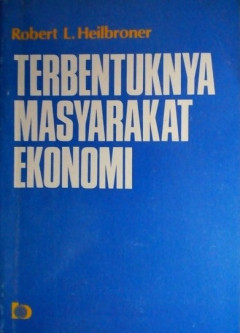 Robert L. Heilbroner
TERBENTUKNYA
MASYARAKAT
EKONOMI